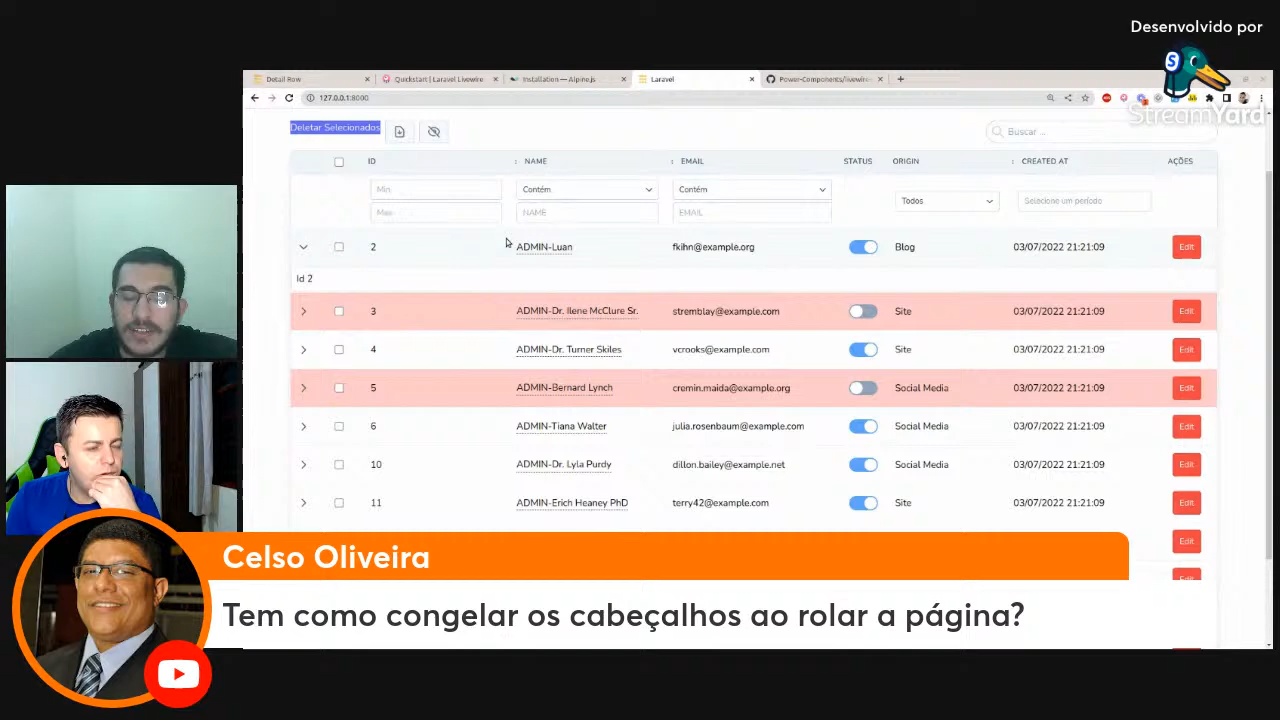 Desenvolvido por
S
StreamYard
Detail Row
Quickstart | Laravel Livewire
Installation — Alpine.js
Laravel
Power-Components/livewire-
127.0.0.1:8000
Deletar Selecionados
Buscar ...
ID NAME EMAIL STATUS ORIGIN CREATED AT AÇÕES
Min Contém Contém
Todos Selecione um período
Max NAME EMAIL
2 ADMIN-Luan fkihn@example.org Blog 03/07/2022 21:21:09 Edit
Id 2
3 ADMIN-Dr. Ilene McClure Sr. stremblay@example.com Site 03/07/2022 21:21:09 Edit
4 ADMIN-Dr. Turner Skiles vcrooks@example.com Site 03/07/2022 21:21:09 Edit
5 ADMIN-Bernard Lynch cremin.maida@example.org Social Media 03/07/2022 21:21:09 Edit
6 ADMIN-Tiana Walter julia.rosenbaum@example.com Social Media 03/07/2022 21:21:09 Edit
10 ADMIN-Dr. Lyla Purdy dillon.bailey@example.net Social Media 03/07/2022 21:21:09 Edit
11 ADMIN-Erich Heaney PhD terry42@example.com Site 03/07/2022 21:21:09 Edit
Edit
Edit
Celso Oliveira
Tem como congelar os cabeçalhos ao rolar a página?